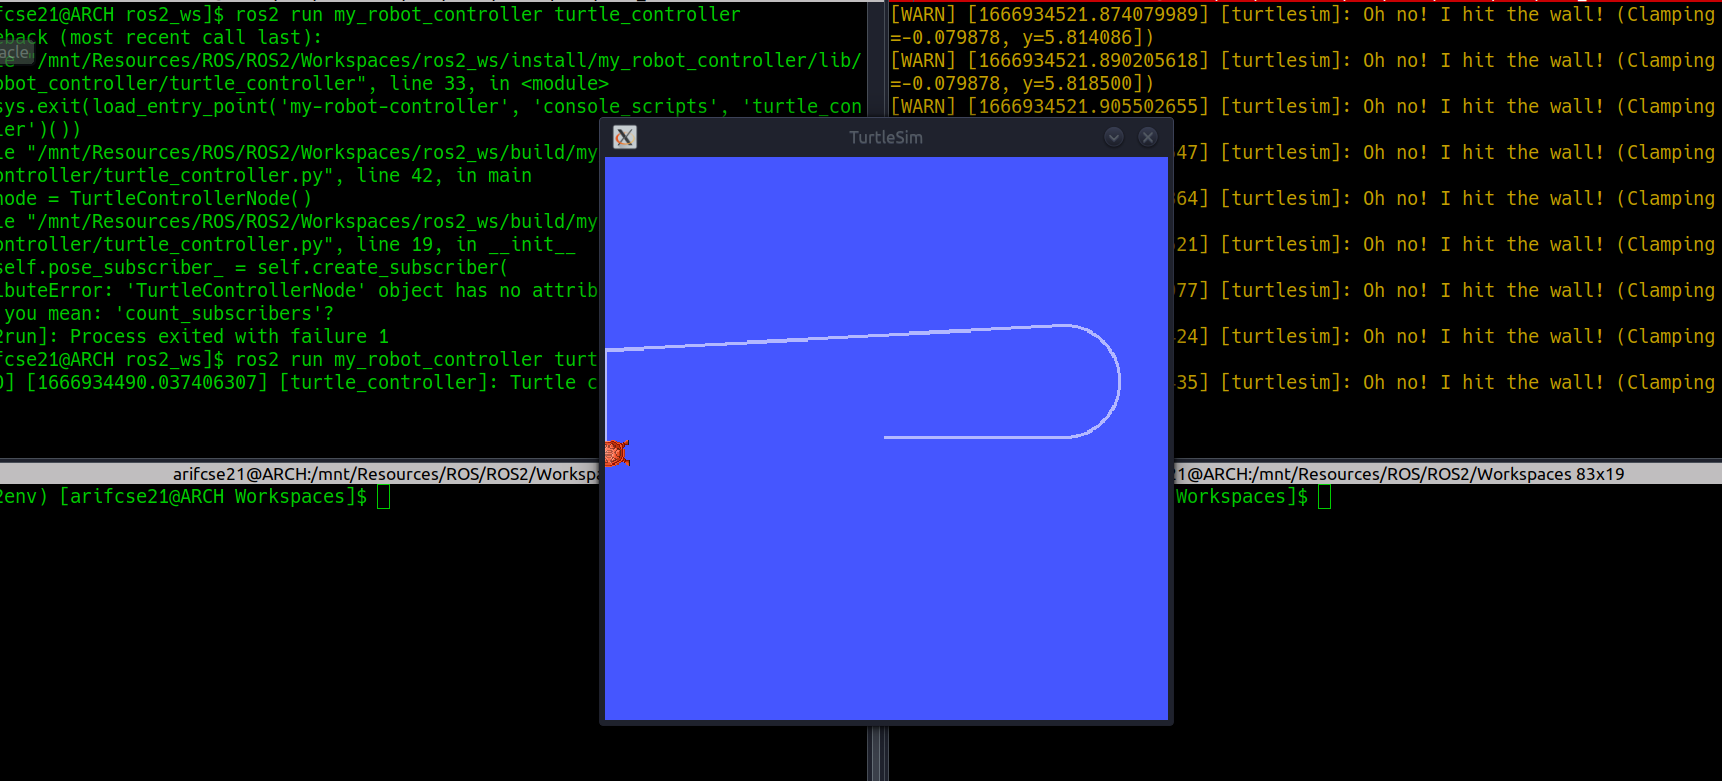 fcse21@ARCH ros2_ws]$ ros2 run my_robot_controller turtle_controller
eback (most recent call last):
acle
le "/mnt/Resources/ROS/ROS2/Workspaces/ros2_ws/install/my_robot_controller/lib/
obot_controller/turtle_controller", line 33, in <module>
sys.exit(load_entry_point('my-robot-controller', 'console_scripts', 'turtle_con
ler')())
le "/mnt/Resources/ROS/ROS2/Workspaces/ros2_ws/build/my
ontroller/turtle_controller.py", line 42, in main
node = TurtleControllerNode()
le "/mnt/Resources/ROS/ROS2/Workspaces/ros2_ws/build/my
ontroller/turtle_controller.py", line 19, in __init__
self.pose_subscriber_ = self.create_subscriber(
ibuteError: 'TurtleControllerNode' object has no attrib
you mean: 'count_subscribers'?
2run]: Process exited with failure 1
fcse21@ARCH ros2_ws]$ ros2 run my_robot_controller turt
O] [1666934490.037406307] [turtle_controller]: Turtle c
[WARN] [1666934521.874079989] [turtlesim]: Oh no! I hit the wall! (Clamping
=-0.079878, y=5.814086])
[WARN] [1666934521.890205618] [turtlesim]: Oh no! I hit the wall! (Clamping
=-0.079878, y=5.818500])
[WARN] [1666934521.905502655] [turtlesim]: Oh no! I hit the wall! (Clamping
47] [turtlesim]: Oh no! I hit the wall! (Clamping
64] [turtlesim]: Oh no! I hit the wall! (Clamping
21] [turtlesim]: Oh no! I hit the wall! (Clamping
77] [turtlesim]: Oh no! I hit the wall! (Clamping
24] [turtlesim]: Oh no! I hit the wall! (Clamping
35] [turtlesim]: Oh no! I hit the wall! (Clamping
TurtleSim
arifcse21@ARCH:/mnt/Resources/ROS/ROS2/Workspa
2env) [arifcse21@ARCH Workspaces]$
21@ARCH:/mnt/Resources/ROS/ROS2/Workspaces 83x19
Workspaces]$